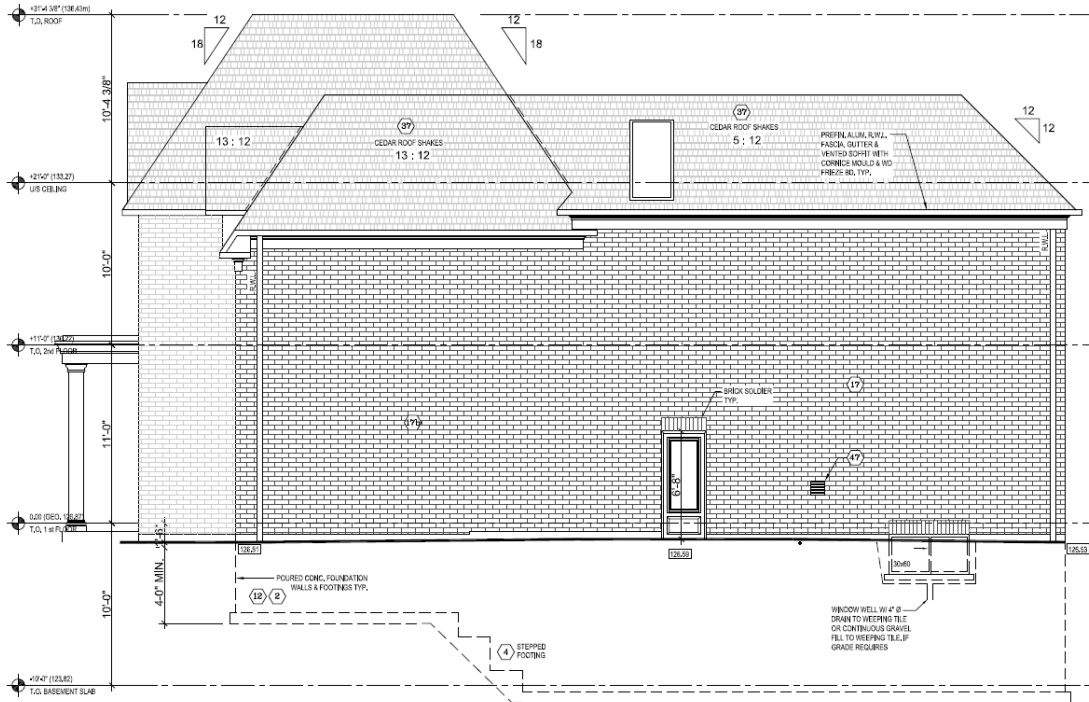 +31'-4 3/8" (136.43m)
T.O. ROOF
12
18
12
18
10'-4 3/8"
37
CEDAR ROOF SHAKES
13 : 12
13 : 12
37
CEDAR ROOF SHAKES
5 : 12
12
12
PREFIN. ALUM. R.W.L.
FASCIA, GUTTER &
VENTED SOFFIT WITH
CORNICE MOULD & WD
FRIEZE BD. TYP.
+21'-0" (133.27)
U/S CEILING
R.W.L
R.W.L
10'-0"
+11'-0" (130.22)
T.O. 2nd FLOOR
BRICK SOLDIER
TYP.
17
11'-0"
47
6'-8"
0.00 (GEO. 126.87)
T.O. 1st FLOOR
126.51
126.59
126.53
30x60
4'-0" MIN.
POURED CONC. FOUNDATION
WALLS & FOOTINGS TYP.
12
2
10'-0"
WINDOW WELL W/ 4" Ø
DRAIN TO WEEPING TILE
OR CONTINUOUS GRAVEL
FILL TO WEEPING TILE, IF
GRADE REQUIRES
4
STEPPED
FOOTING
-10'-0" (123.82)
T.O. BASEMENT SLAB